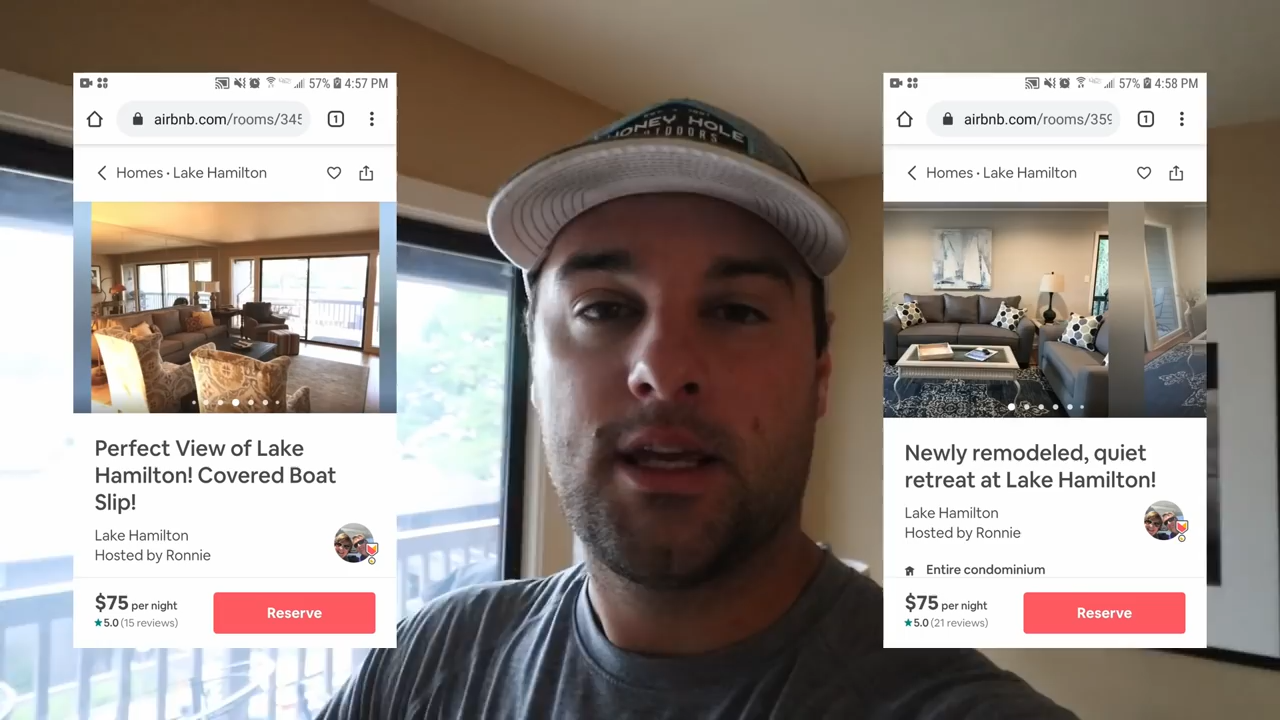 57% 4:57 PM
airbnb.com/rooms/345
1
Homes · Lake Hamilton
Perfect View of Lake
Hamilton! Covered Boat
Slip!
Lake Hamilton
Hosted by Ronnie
$75 per night
★5.0 (15 reviews)
Reserve
HONEY HOLE
OUTDOORS
57% 4:58 PM
airbnb.com/rooms/359
1
Homes · Lake Hamilton
Newly remodeled, quiet
retreat at Lake Hamilton!
Lake Hamilton
Hosted by Ronnie
Entire condominium
$75 per night
★5.0 (21 reviews)
Reserve